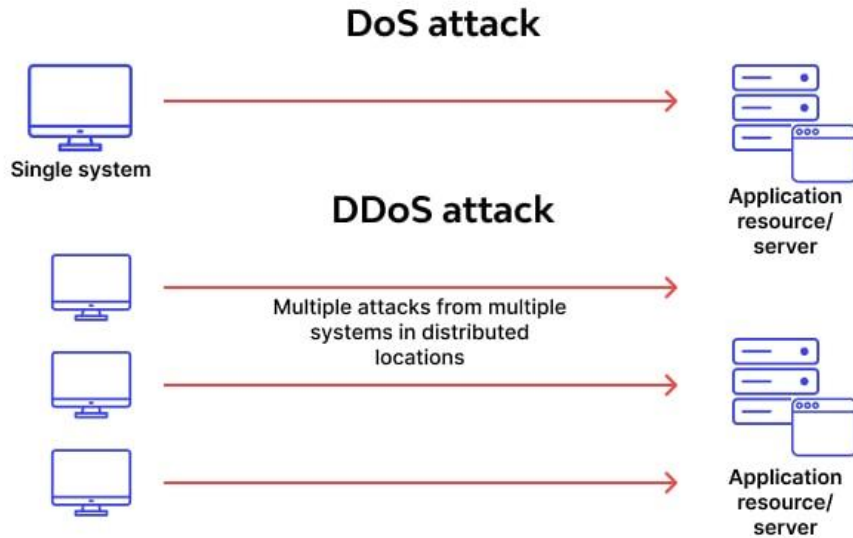 DoS attack
Single system
Application
resource/
server
DDoS attack
Multiple attacks from multiple
systems in distributed
locations
Application
resource/
server